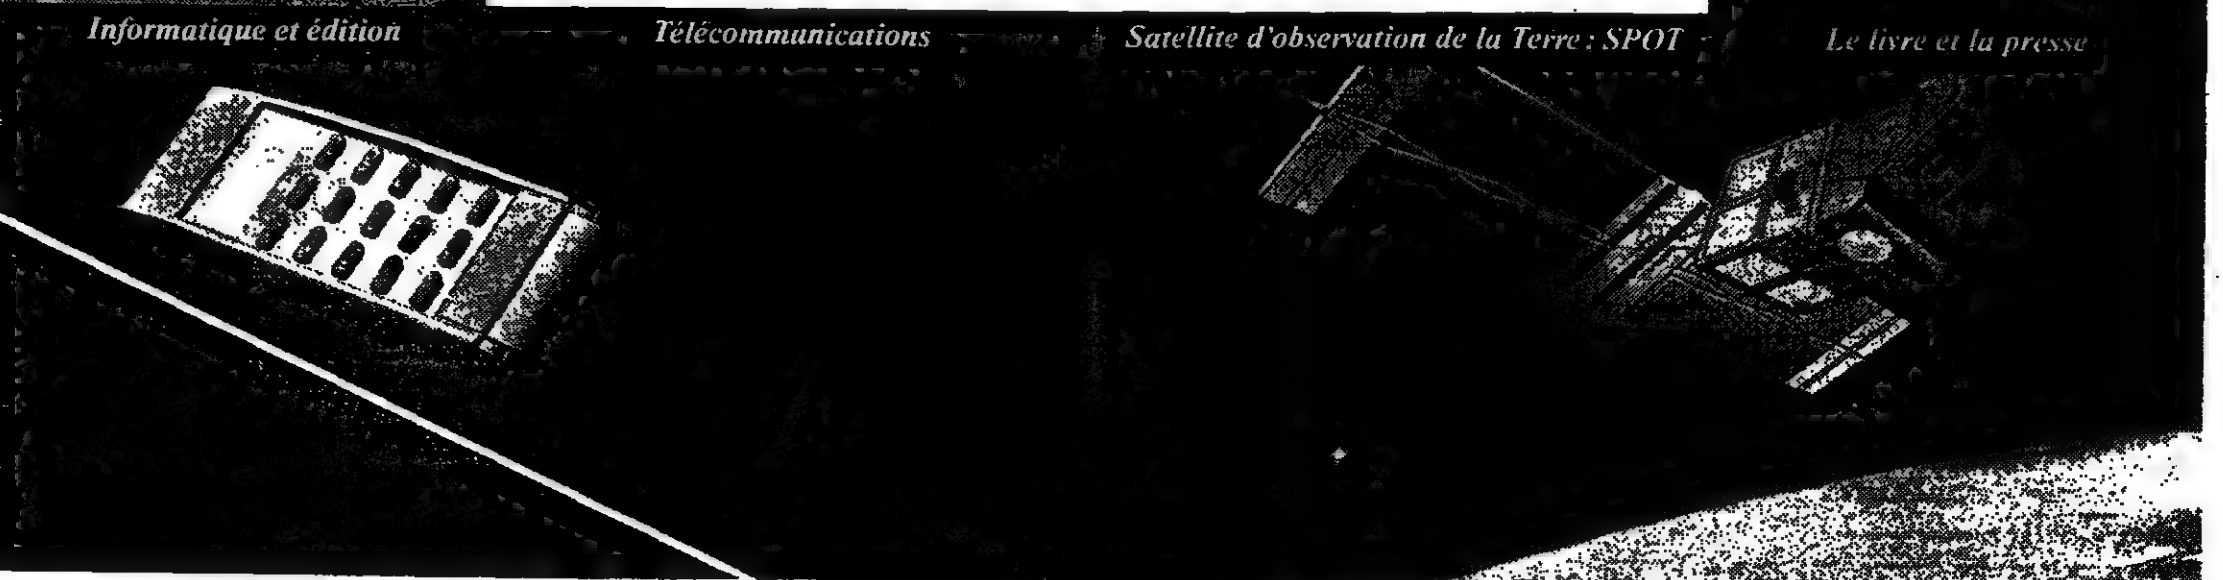 Informatique et édition
Télécommunications
Satellite d'observation de la Terre : SPOT
Le livre et la presse